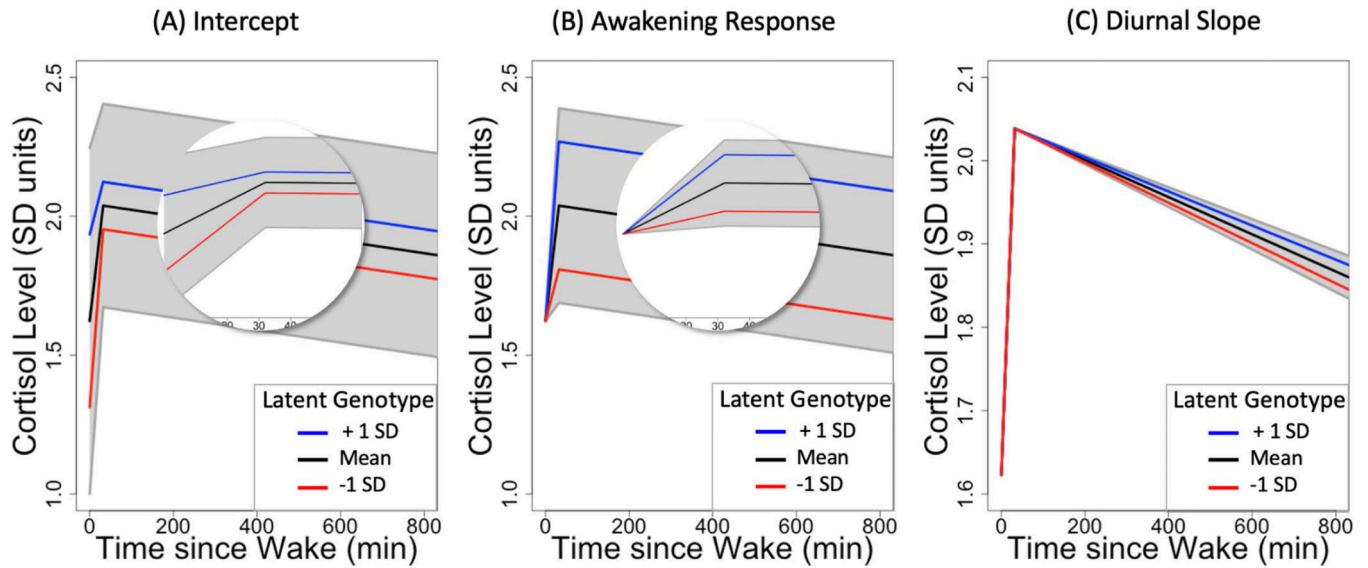 (A) Intercept
Cortisol Level (SD units)
2.5
2.0
1.5
1.0
30
40
Latent Genotype
+ 1 SD
Mean
-1 SD
0 200 400 600 800
Time since Wake (min)
(B) Awakening Response
Cortisol Level (SD units)
2.5
2.0
1.5
1.0
30
40
Latent Genotype
+ 1 SD
Mean
-1 SD
0 200 400 600 800
Time since Wake (min)
(C) Diurnal Slope
Cortisol Level (SD units)
2.1
2.0
1.9
1.8
1.7
1.6
Latent Genotype
+ 1 SD
Mean
-1 SD
0 200 400 600 800
Time since Wake (min)